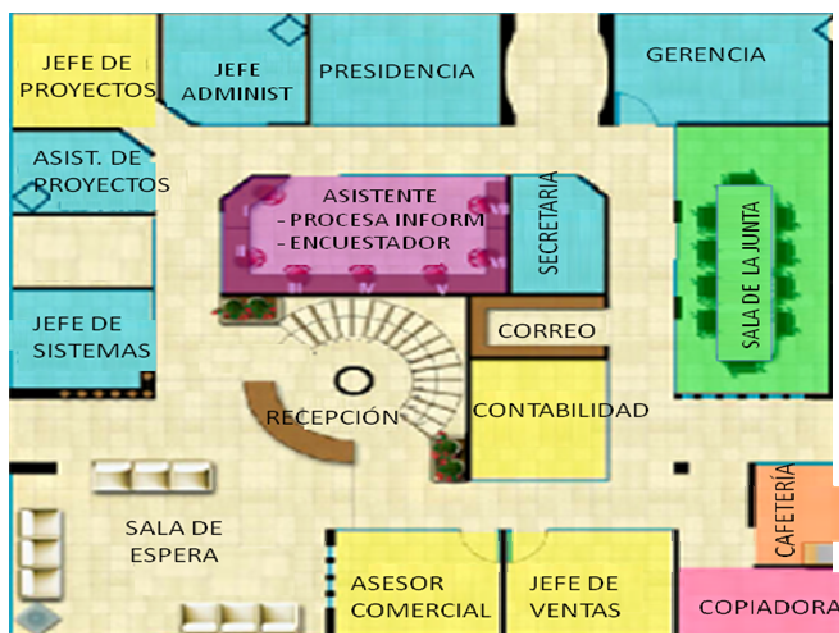 JEFE DE
PROYECTOS
JEFE
ADMINIST
PRESIDENCIA
GERENCIA
ASIST. DE
PROYECTOS
ASISTENTE
- PROCESA INFORM
- ENCUESTADOR
SECRETARIA
SALA DE LA JUNTA
JEFE DE
SISTEMAS
CORREO
RECEPCIÓN
CONTABILIDAD
SALA DE
ESPERA
CAFETERÍA
ASESOR
COMERCIAL
JEFE DE
VENTAS
COPIADORA